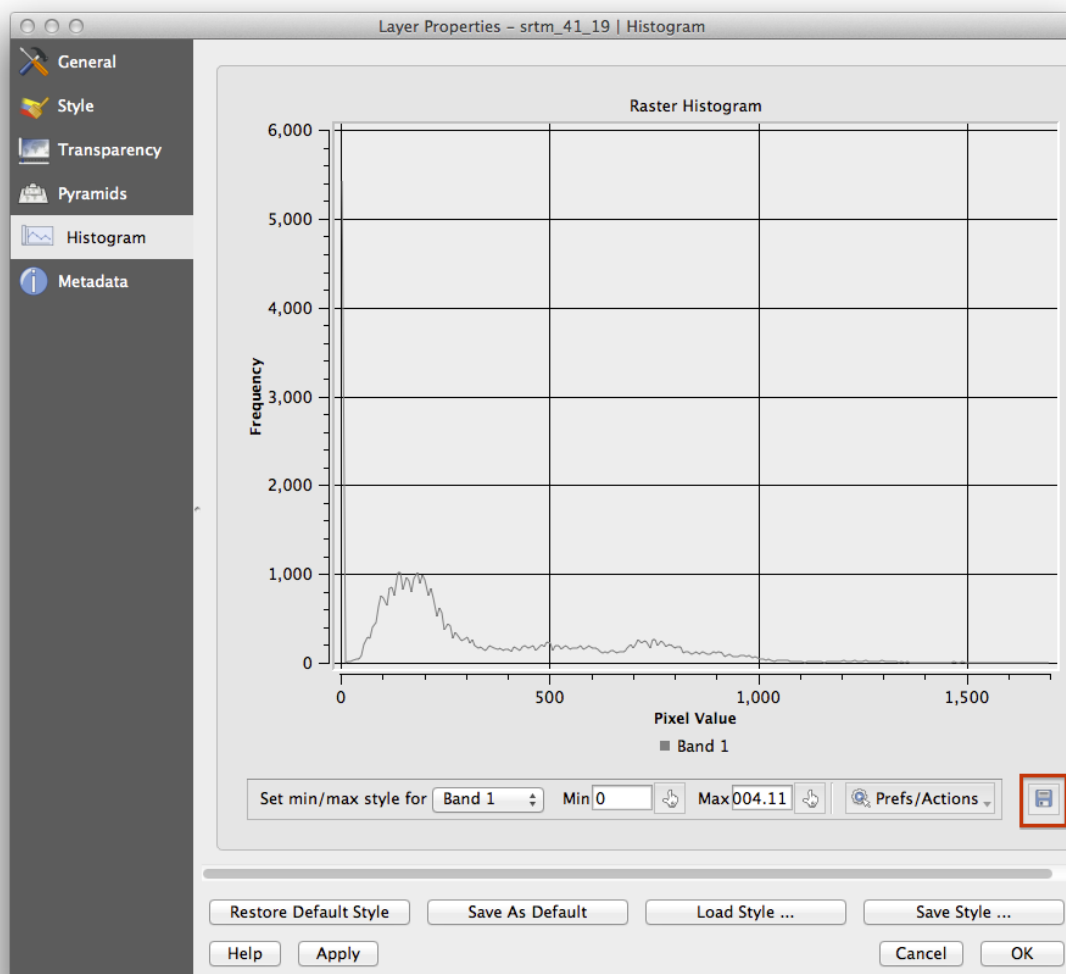 Layer Properties – srtm_41_19 | Histogram
General
Style
Transparency
Pyramids
Histogram
Metadata
Raster Histogram
6,000
5,000
4,000
3,000
2,000
1,000
0
Frequency
0 500 1,000 1,500
Pixel Value
Band 1
Set min/max style for Band 1 Min 0 Max 004.11 Prefs/Actions
Restore Default Style Save As Default Load Style ... Save Style ...
Help Apply Cancel OK